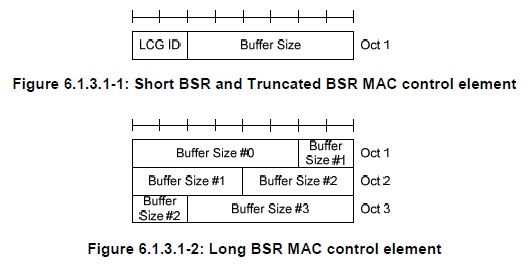 LCG ID Buffer Size Oct 1
Figure 6.1.3.1-1: Short BSR and Truncated BSR MAC control element
Buffer Size #0 Buffer Size #1 Oct 1
Buffer Size #1 Buffer Size #2 Oct 2
Buffer Size #2 Buffer Size #3 Oct 3
Figure 6.1.3.1-2: Long BSR MAC control element